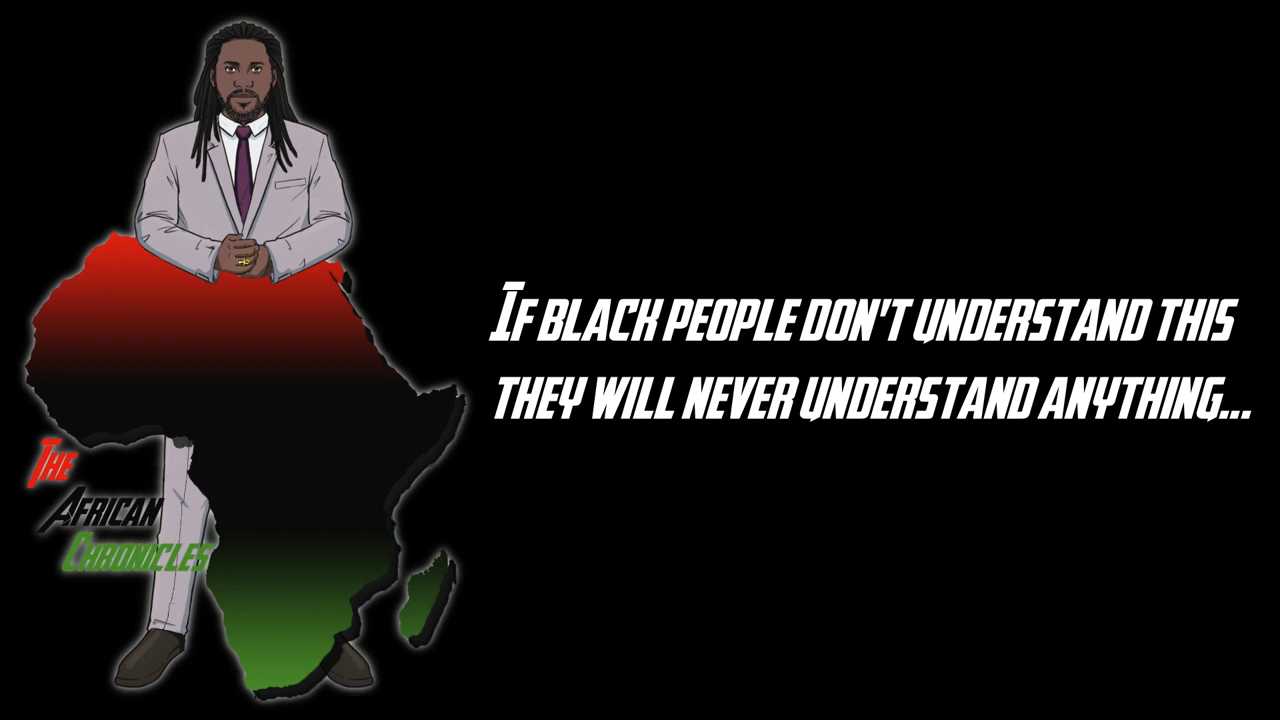 If black people don't understand this
they will never understand anything...
The
African
Chronicles